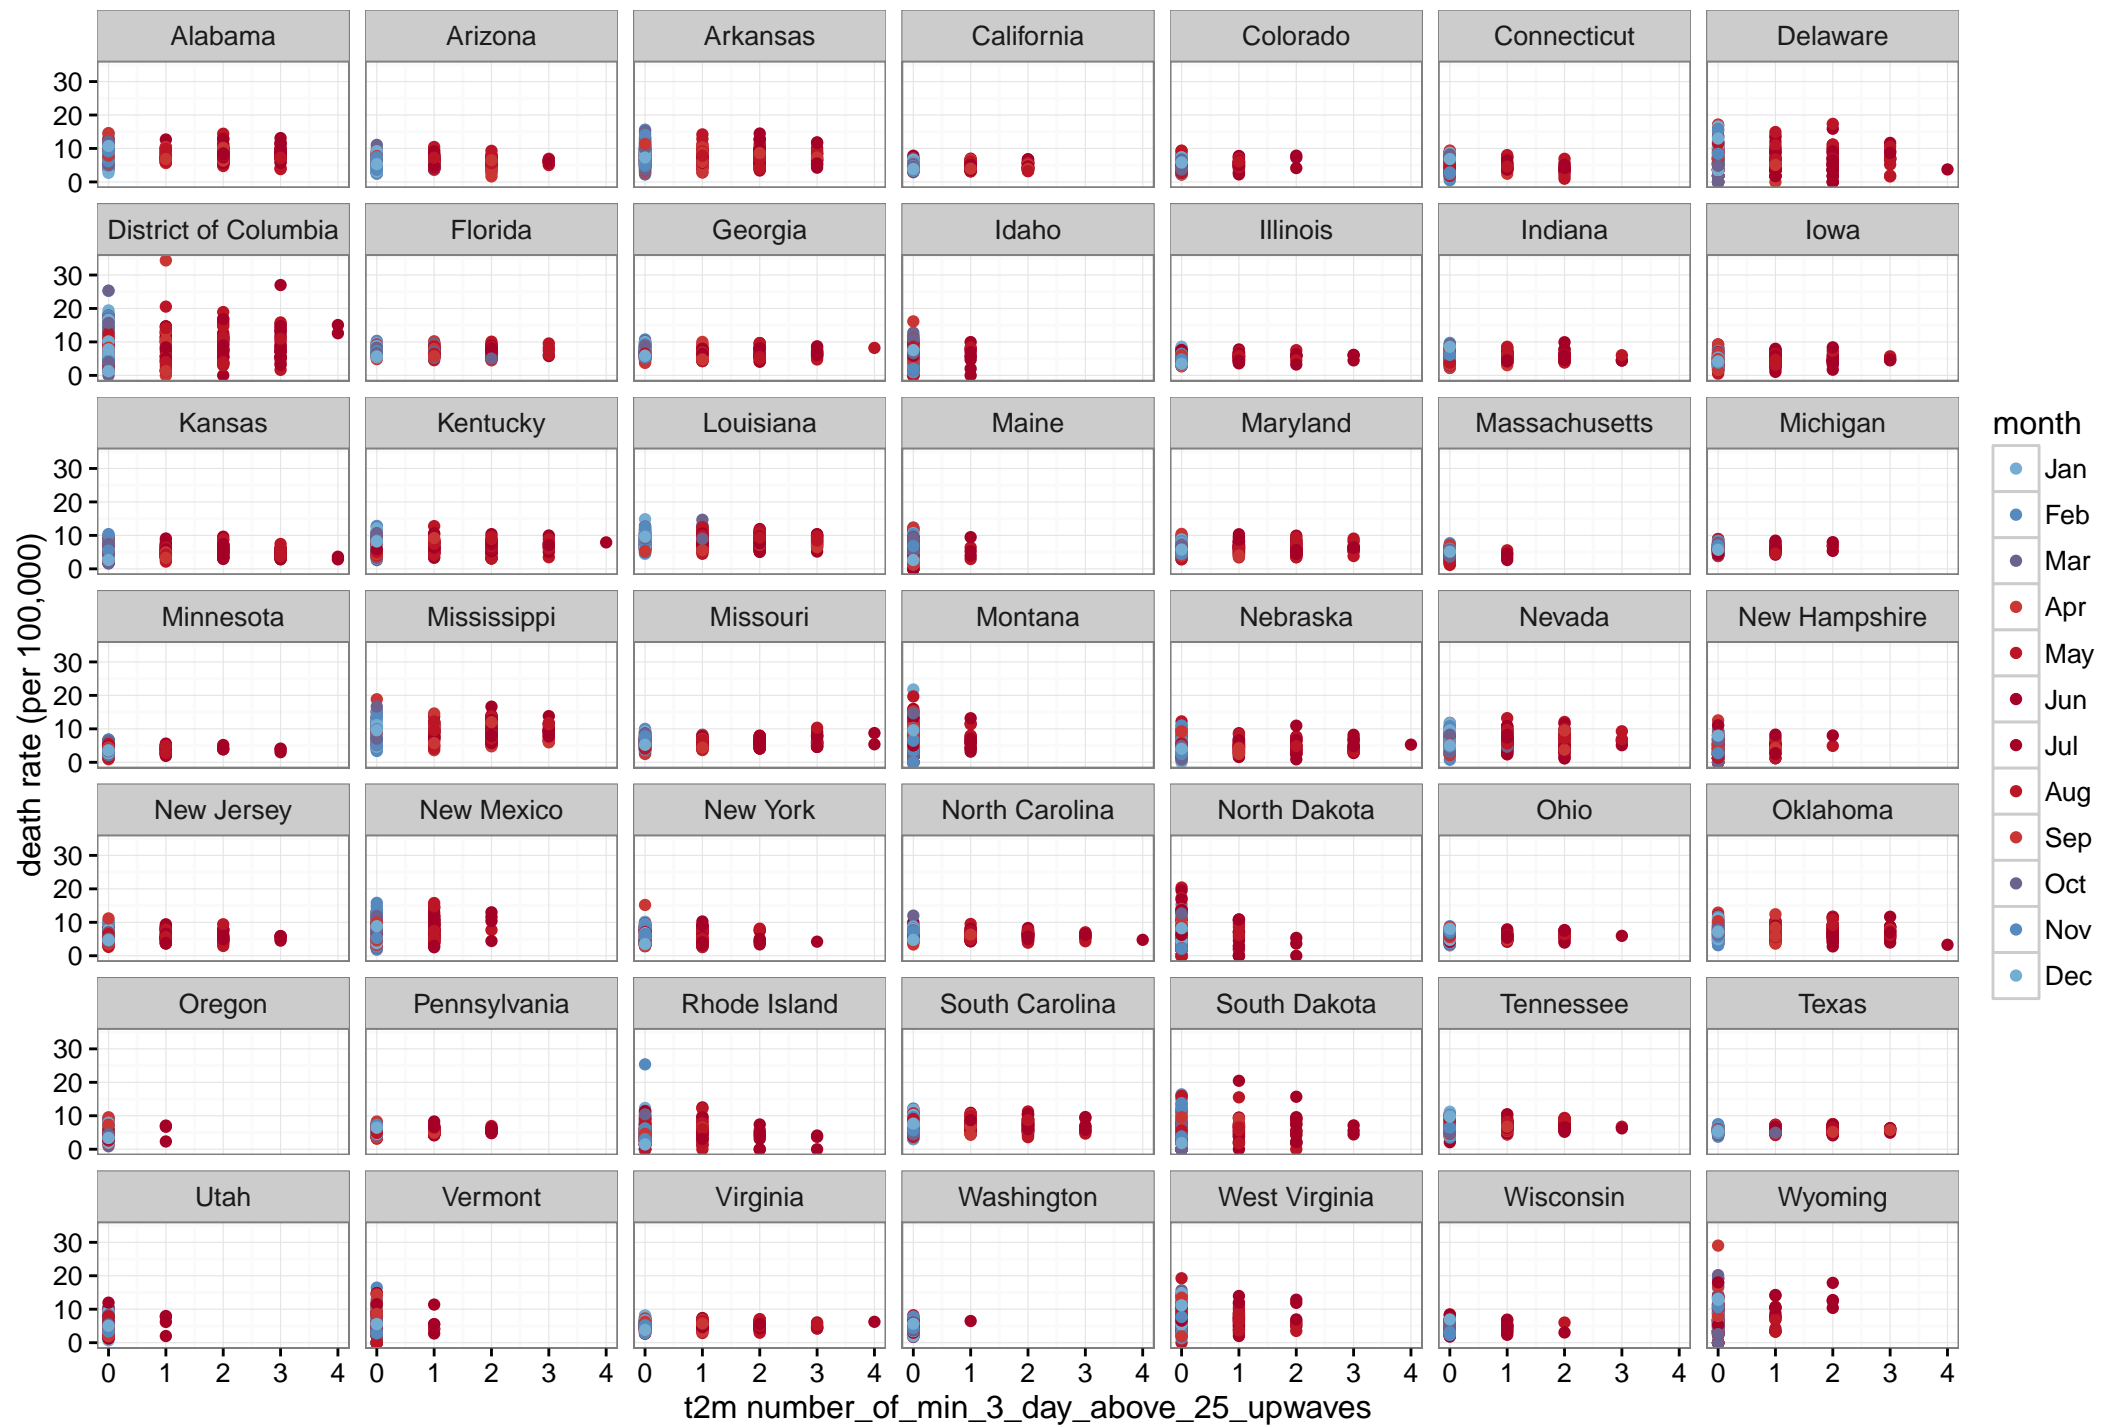 Alabama Arizona Arkansas California Colorado Connecticut Delaware
30
20
10
0
District of Columbia Florida Georgia Idaho Illinois Indiana Iowa
30
20
10
0
Kansas Kentucky Louisiana Maine Maryland Massachusetts Michigan
30
20
10
0
Minnesota Mississippi Missouri Montana Nebraska Nevada New Hampshire
30
20
10
0
New Jersey New Mexico New York North Carolina North Dakota Ohio Oklahoma
30
20
10
0
Oregon Pennsylvania Rhode Island South Carolina South Dakota Tennessee Texas
30
20
10
0
Utah Vermont Virginia Washington West Virginia Wisconsin Wyoming
30
20
10
0
0 1 2 3 4 0 1 2 3 4 0 1 2 3 4 0 1 2 3 4 0 1 2 3 4 0 1 2 3 4 0 1 2 3 4
t2m number_of_min_3_day_above_25_upwaves
death rate (per 100,000)
month
Jan
Feb
Mar
Apr
May
Jun
Jul
Aug
Sep
Oct
Nov
Dec